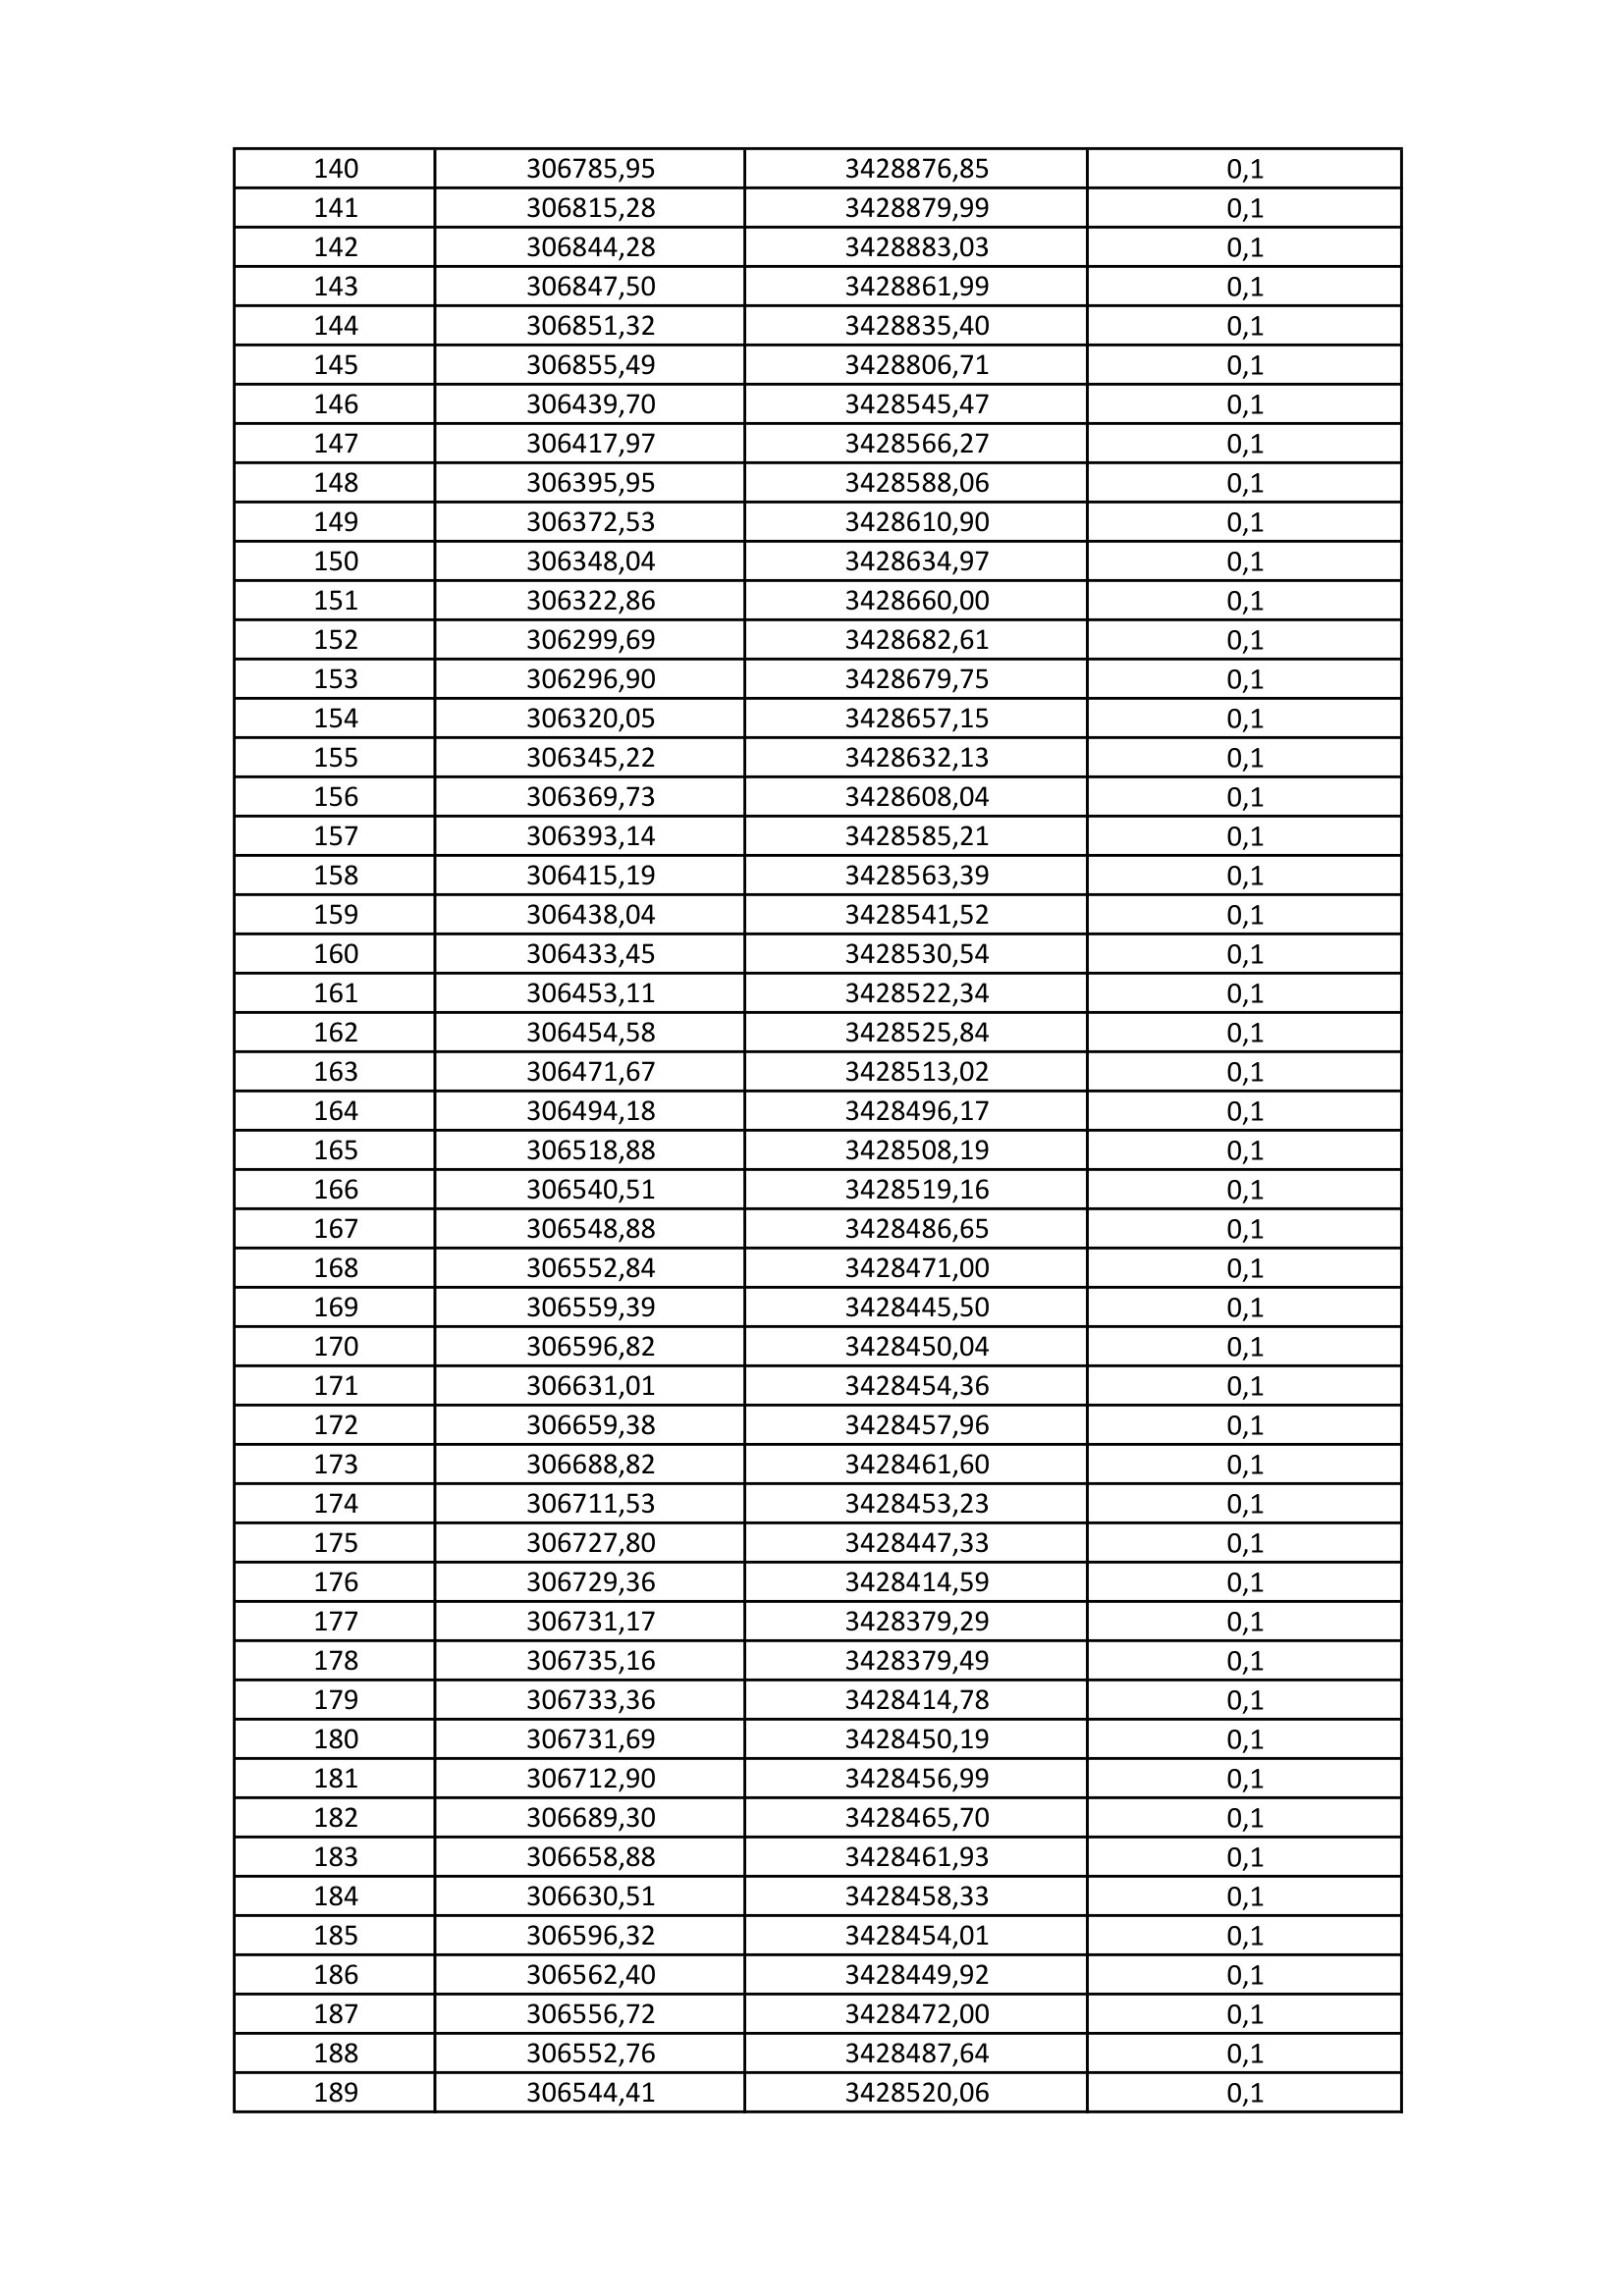 140 306785,95 3428876,85 0,1
141 306815,28 3428879,99 0,1
142 306844,28 3428883,03 0,1
143 306847,50 3428861,99 0,1
144 306851,32 3428835,40 0,1
145 306855,49 3428806,71 0,1
146 306439,70 3428545,47 0,1
147 306417,97 3428566,27 0,1
148 306395,95 3428588,06 0,1
149 306372,53 3428610,90 0,1
150 306348,04 3428634,97 0,1
151 306322,86 3428660,00 0,1
152 306299,69 3428682,61 0,1
153 306296,90 3428679,75 0,1
154 306320,05 3428657,15 0,1
155 306345,22 3428632,13 0,1
156 306369,73 3428608,04 0,1
157 306393,14 3428585,21 0,1
158 306415,19 3428563,39 0,1
159 306438,04 3428541,52 0,1
160 306433,45 3428530,54 0,1
161 306453,11 3428522,34 0,1
162 306454,58 3428525,84 0,1
163 306471,67 3428513,02 0,1
164 306494,18 3428496,17 0,1
165 306518,88 3428508,19 0,1
166 306540,51 3428519,16 0,1
167 306548,88 3428486,65 0,1
168 306552,84 3428471,00 0,1
169 306559,39 3428445,50 0,1
170 306596,82 3428450,04 0,1
171 306631,01 3428454,36 0,1
172 306659,38 3428457,96 0,1
173 306688,82 3428461,60 0,1
174 306711,53 3428453,23 0,1
175 306727,80 3428447,33 0,1
176 306729,36 3428414,59 0,1
177 306731,17 3428379,29 0,1
178 306735,16 3428379,49 0,1
179 306733,36 3428414,78 0,1
180 306731,69 3428450,19 0,1
181 306712,90 3428456,99 0,1
182 306689,30 3428465,70 0,1
183 306658,88 3428461,93 0,1
184 306630,51 3428458,33 0,1
185 306596,32 3428454,01 0,1
186 306562,40 3428449,92 0,1
187 306556,72 3428472,00 0,1
188 306552,76 3428487,64 0,1
189 306544,41 3428520,06 0,1